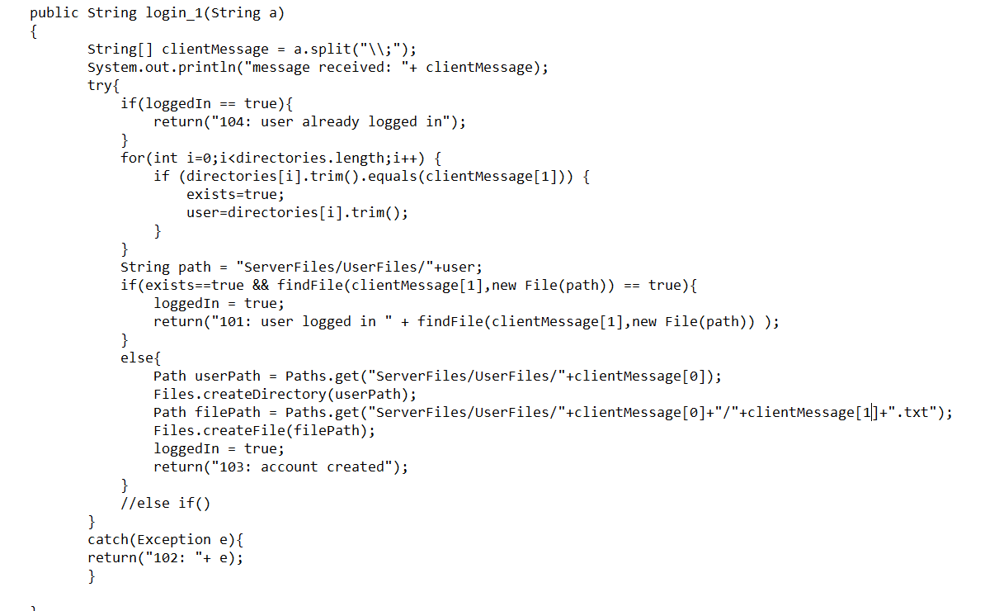 public String login_1(String a)
{
String[] clientMessage = a.split("\\;");
System.out.println("message received: "+ clientMessage);
try{
if(loggedIn == true){
return("104: user already logged in");
}
for(int i=0;i<directories.length;i++) {
if (directories[i].trim().equals(clientMessage[1])) {
exists=true;
user=directories[i].trim();
}
}
String path = "ServerFiles/UserFiles/"+user;
if(exists==true && findFile(clientMessage[1],new File(path)) == true){
loggedIn = true;
return("101: user logged in " + findFile(clientMessage[1],new File(path)) );
}
else{
Path userPath = Paths.get("ServerFiles/UserFiles/"+clientMessage[0]);
Files.createDirectory(userPath);
Path filePath = Paths.get("ServerFiles/UserFiles/"+clientMessage[0]+"/"+clientMessage[1]+".txt");
Files.createFile(filePath);
loggedIn = true;
return("103: account created");
}
//else if()
}
catch(Exception e){
return("102: "+ e);
}
}